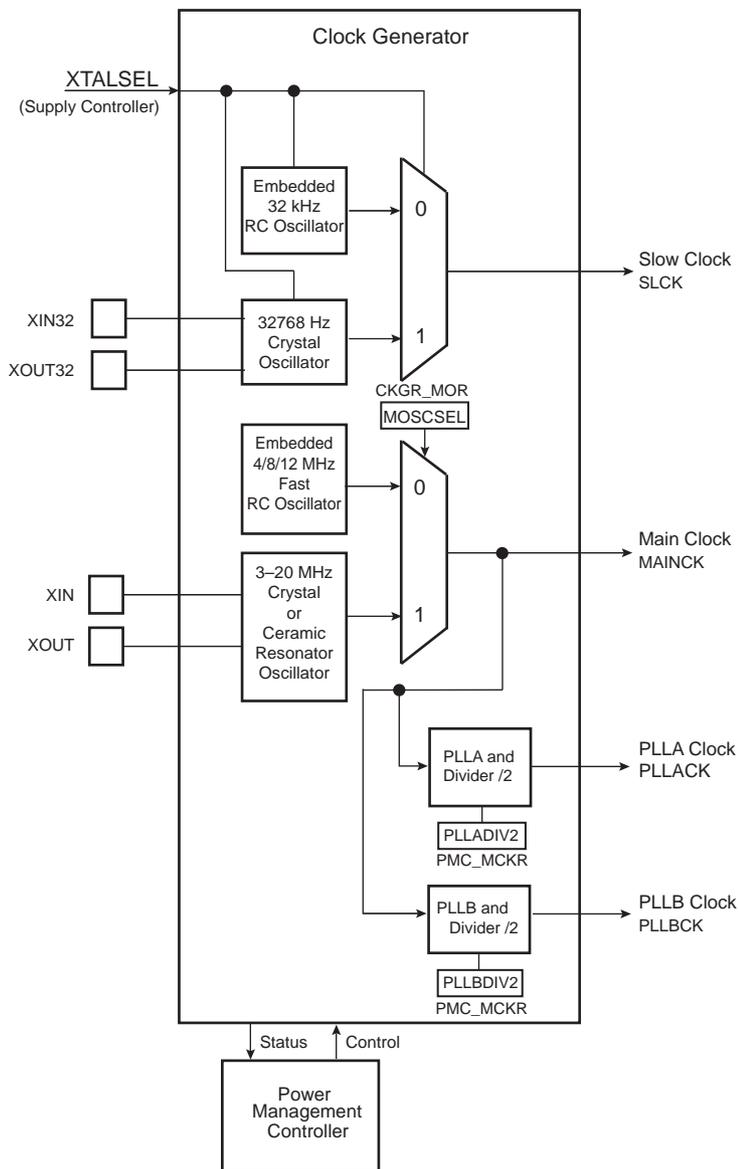 Clock Generator
XTALSEL
(Supply Controller)
Embedded
32 kHz
RC Oscillator
0
Slow Clock
SLCK
XIN32
XOUT32
32768 Hz
Crystal
Oscillator
1
CKGR_MOR
MOSCSEL
Embedded
4/8/12 MHz
Fast
RC Oscillator
0
Main Clock
MAINCK
XIN
XOUT
3–20 MHz
Crystal
or
Ceramic
Resonator
Oscillator
1
PLLA and
Divider /2
PLLA Clock
PLLACK
PLLADIV2
PMC_MCKR
PLLB and
Divider /2
PLLB Clock
PLLBCK
PLLBDIV2
PMC_MCKR
Status
Control
Power
Management
Controller